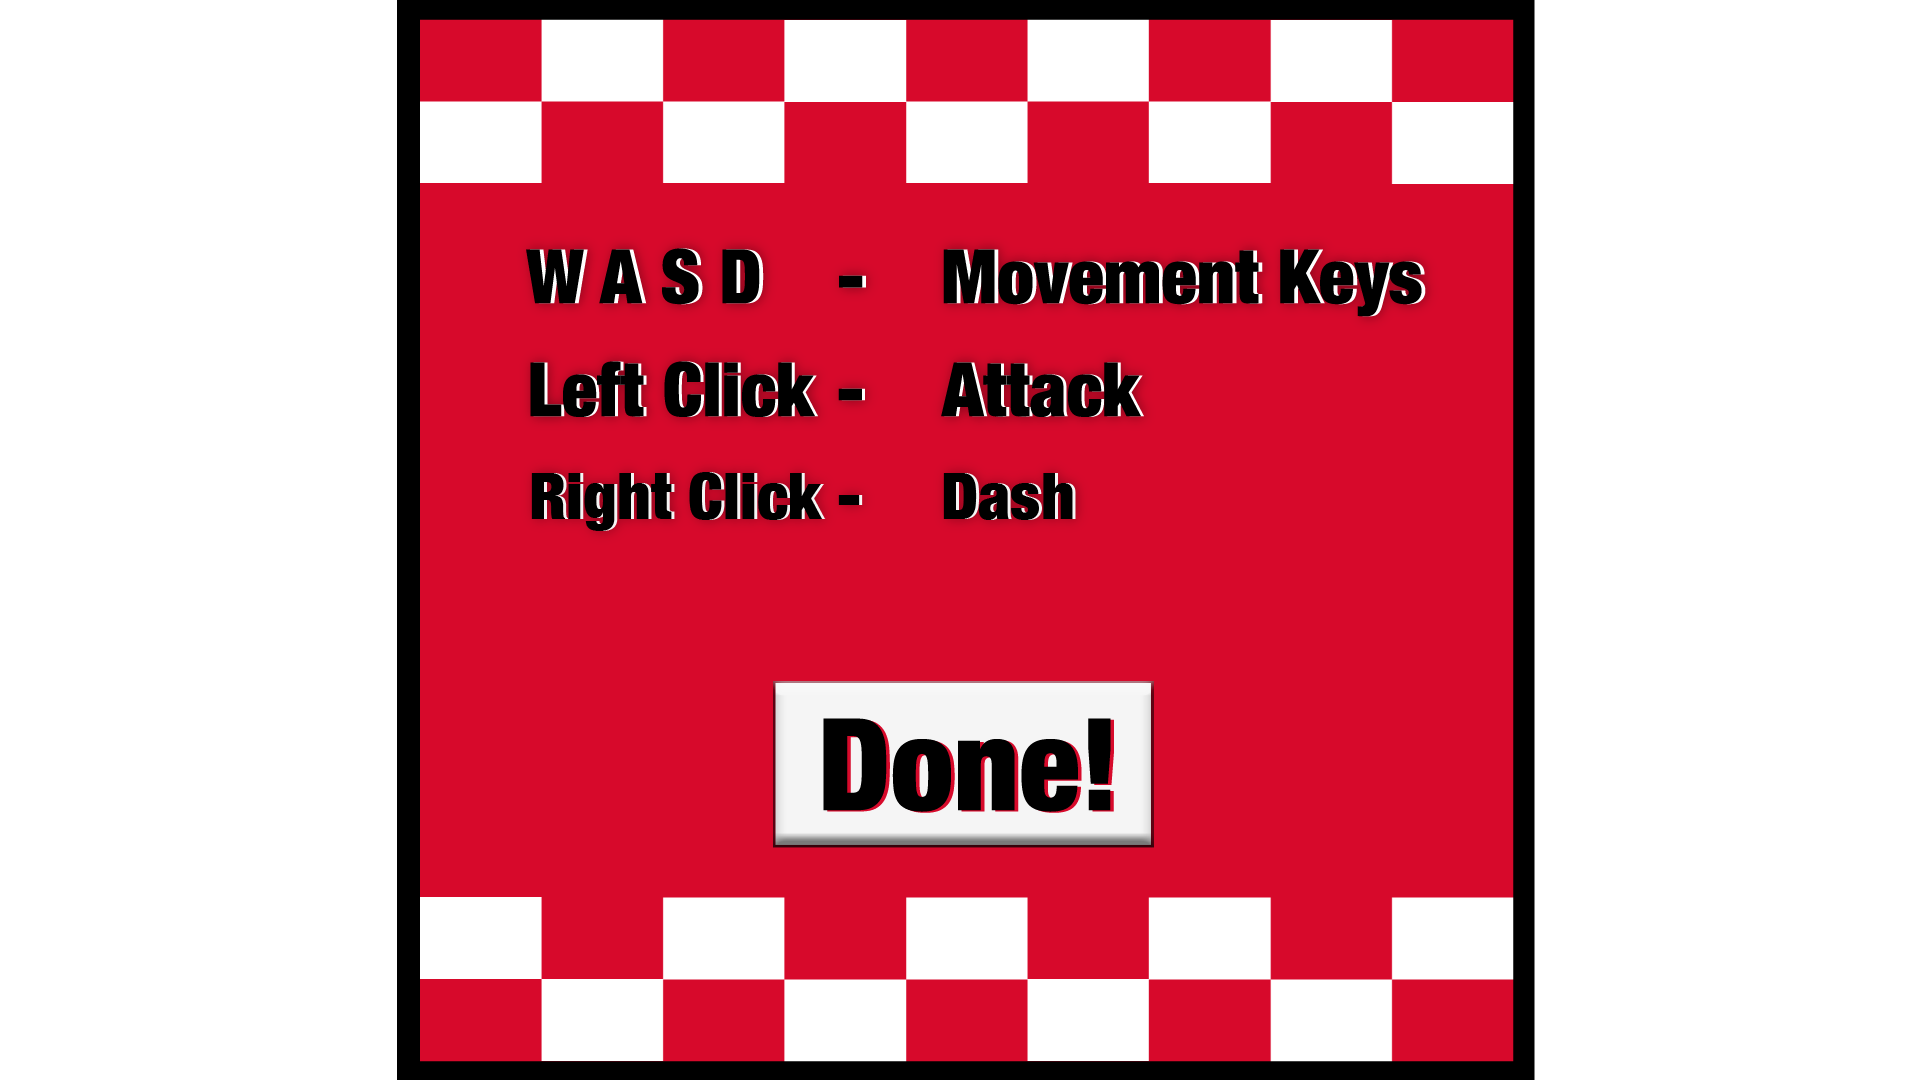 W A S D - Movement Keys
Left Click - Attack
Right Click - Dash
Done!